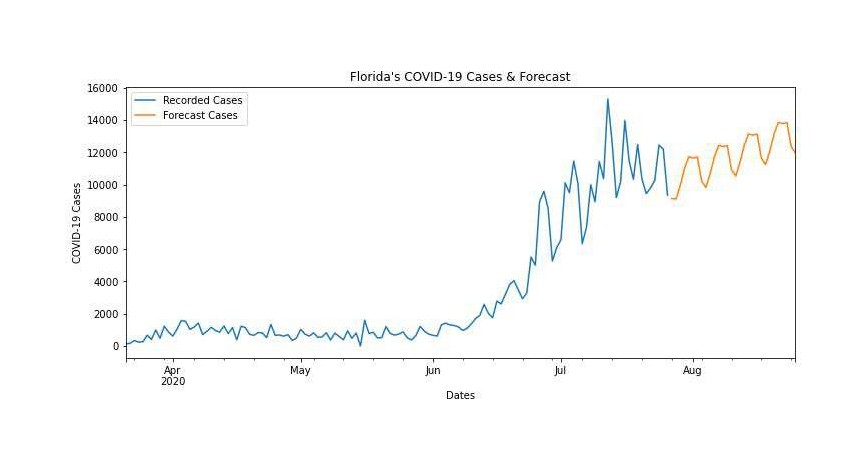 Florida's COVID-19 Cases & Forecast
16000
14000
12000
10000
8000
6000
4000
2000
0
COVID-19 Cases
Recorded Cases
Forecast Cases
Apr
2020
May
Jun
Jul
Aug
Dates